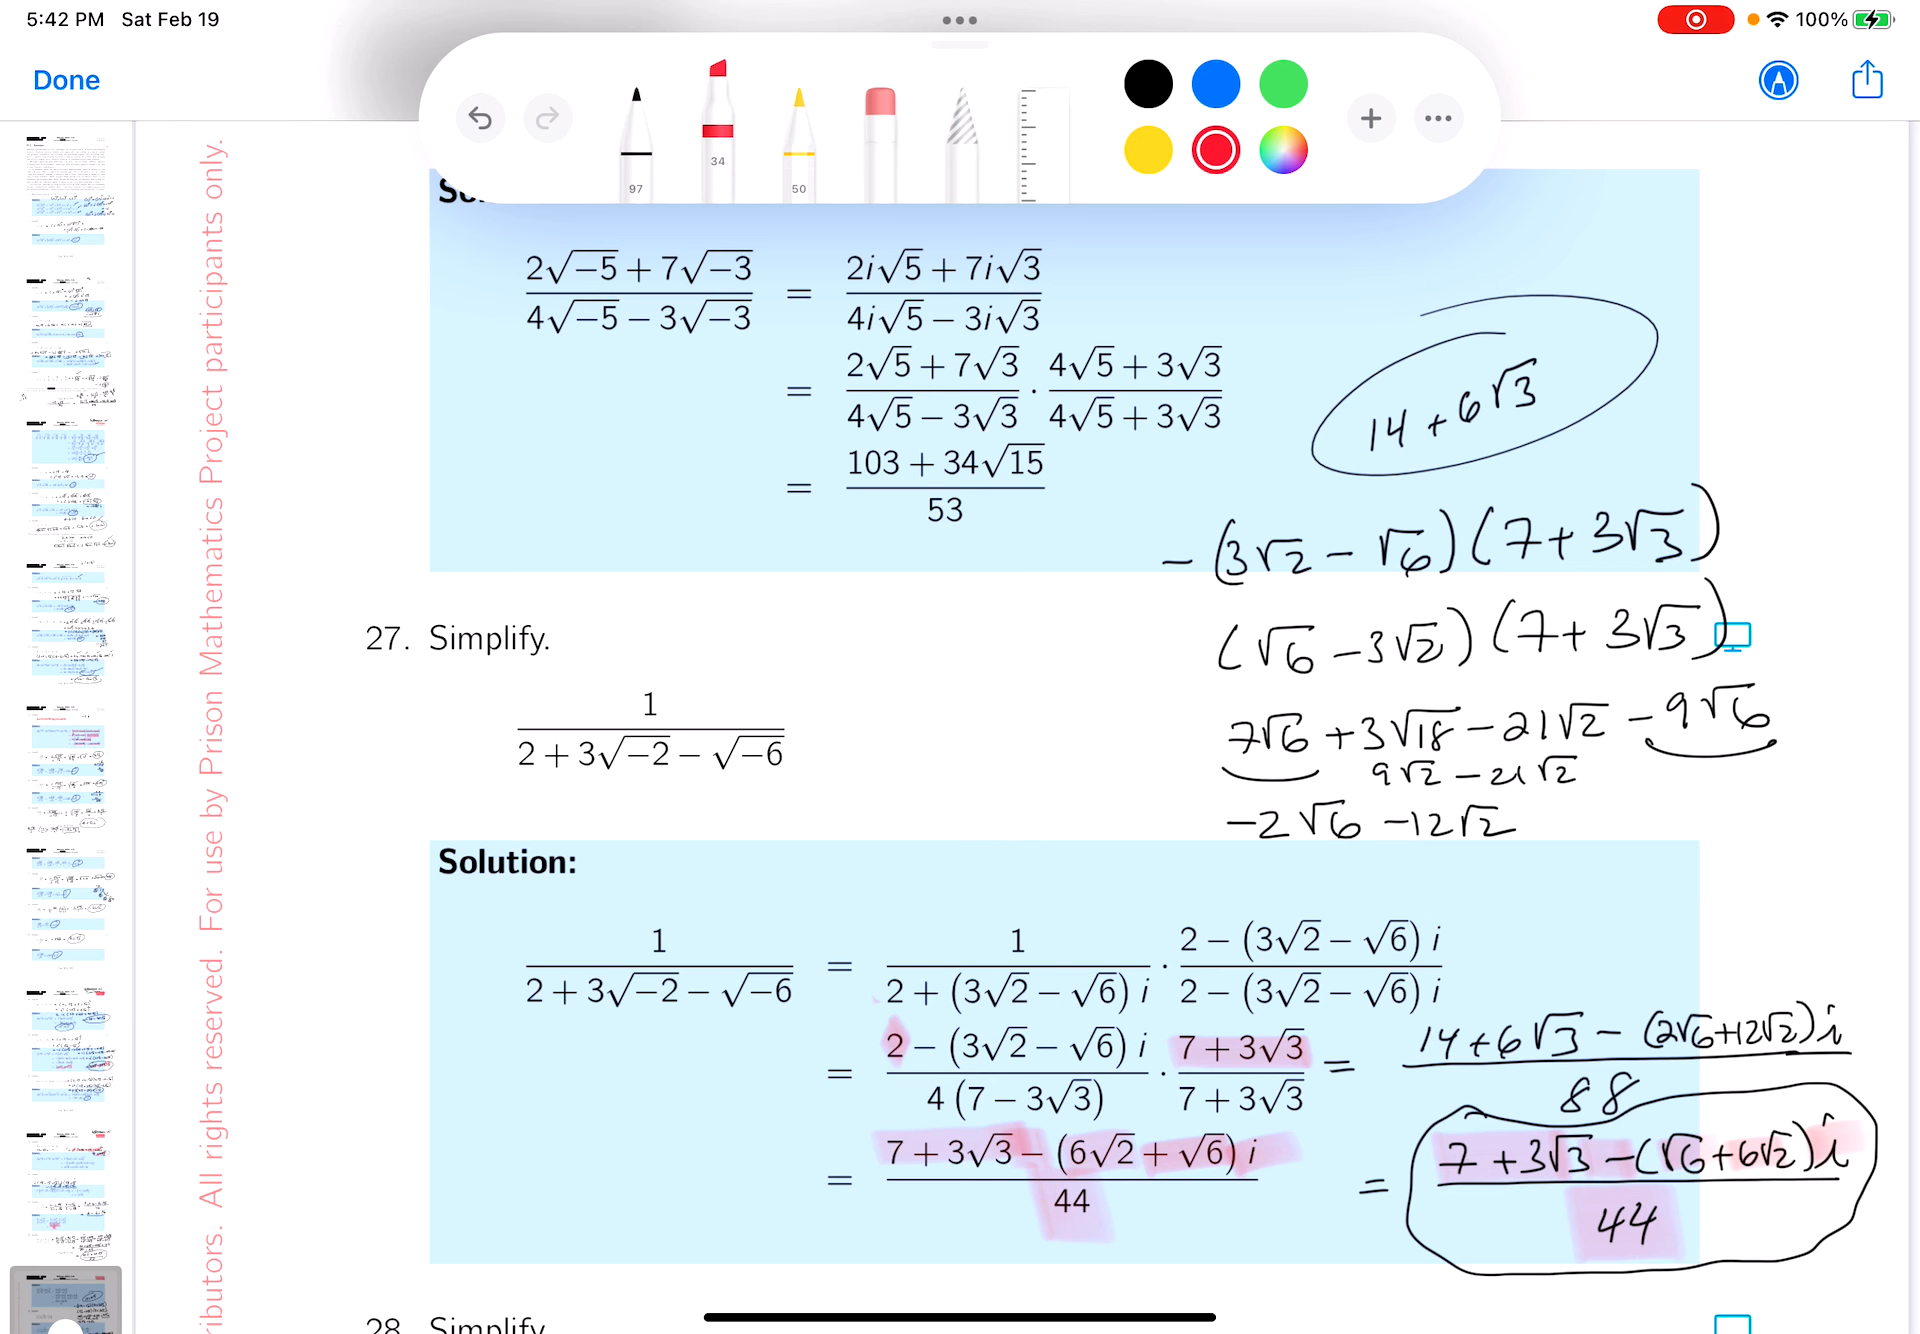 5:42 PM Sat Feb 19
100%
Done
97
34
50
ributors. All rights reserved. For use by Prison Mathematics Project participants only.
2√−5 + 7√−3 / 4√−5 − 3√−3 = 2i√5 + 7i√3 / 4i√5 − 3i√3
= 2√5 + 7√3 / 4√5 − 3√3 · 4√5 + 3√3 / 4√5 + 3√3
= 103 + 34√15 / 53
14 + 6√3
− (3√2 − √6) (7 + 3√3)
(√6 − 3√2) (7 + 3√3)
7√6 + 3√18 − 21√2 − 9√6
9√2 − 21√2
−2√6 − 12√2
27. Simplify.
1 / 2 + 3√−2 − √−6
Solution:
1 / 2 + 3√−2 − √−6 = 1 / 2 + (3√2 − √6) i · 2 − (3√2 − √6) i / 2 − (3√2 − √6) i
= 2 − (3√2 − √6) i / 4 (7 − 3√3) · 7 + 3√3 / 7 + 3√3 = 14 + 6√3 − (2√6 + 12√2) i / 88
= 7 + 3√3 − (6√2 + √6) i / 44 = 7 + 3√3 − (√6 + 6√2) i / 44
28. Simplify.